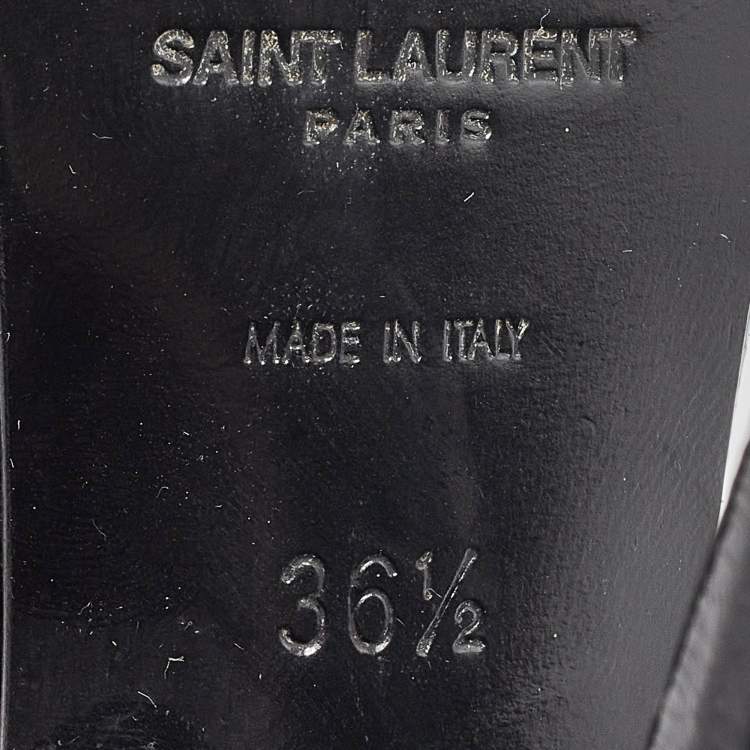 SAINT LAURENT
PARIS
MADE IN ITALY
36½